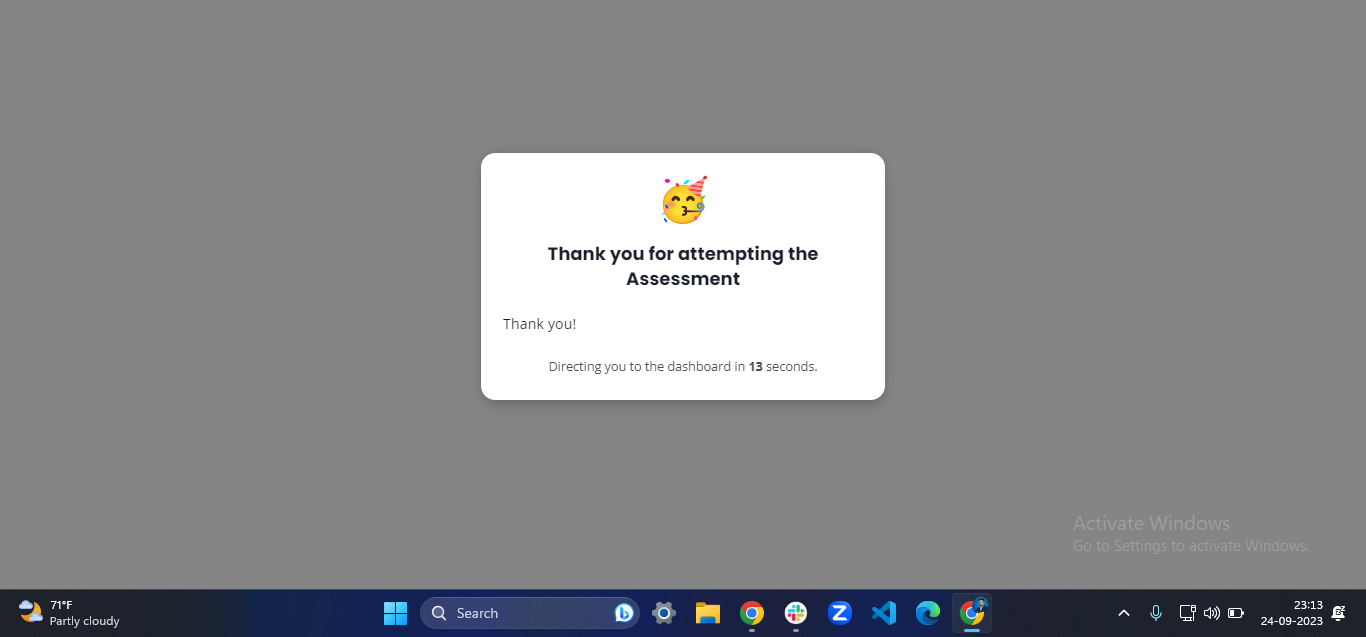 Thank you for attempting the
Assessment
Thank you!
Directing you to the dashboard in 13 seconds.
Activate Windows
Go to Settings to activate Windows.
71°F
Partly cloudy
Search
23:13
24-09-2023